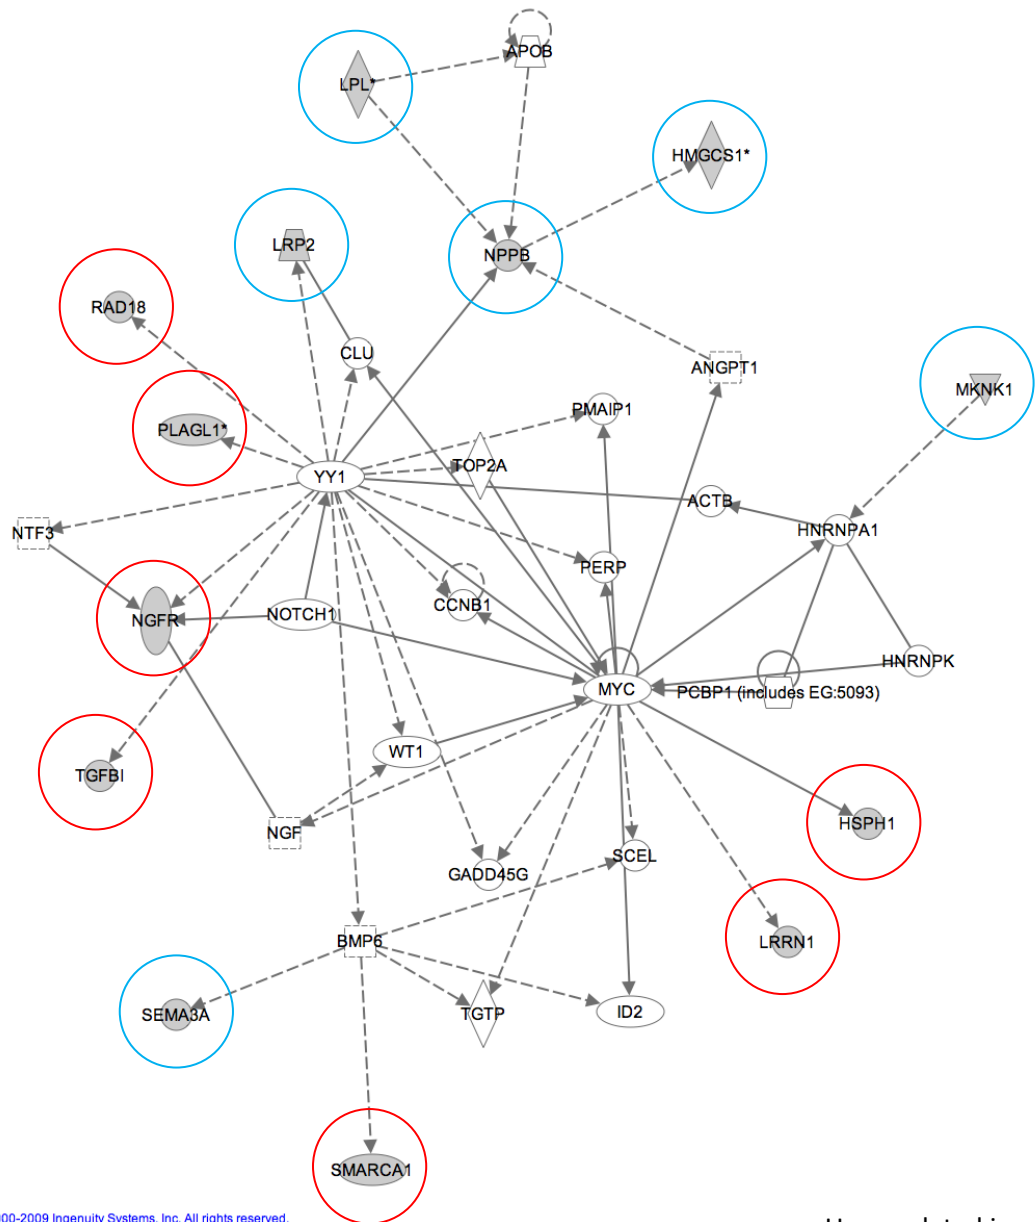 APOB
LPL*
HMGCS1*
LRP2
NPPB
RAD18
CLU
ANGPT1
MKNK1
PMAIP1
PLAGL1*
TOP2A
YY1
ACTB
NTF3
HNRNPA1
PERP
CCNB1
NOTCH1
NGFR
HNRNPK
MYC
PCBP1 (includes EG:5093)
WT1
TGFBI
HSPH1
NGF
SCEL
GADD45G
BMP6
LRRN1
SEMA3A
TGTP
ID2
SMARCA1
00-2009 Ingenuity Systems, Inc. All rights reserved.